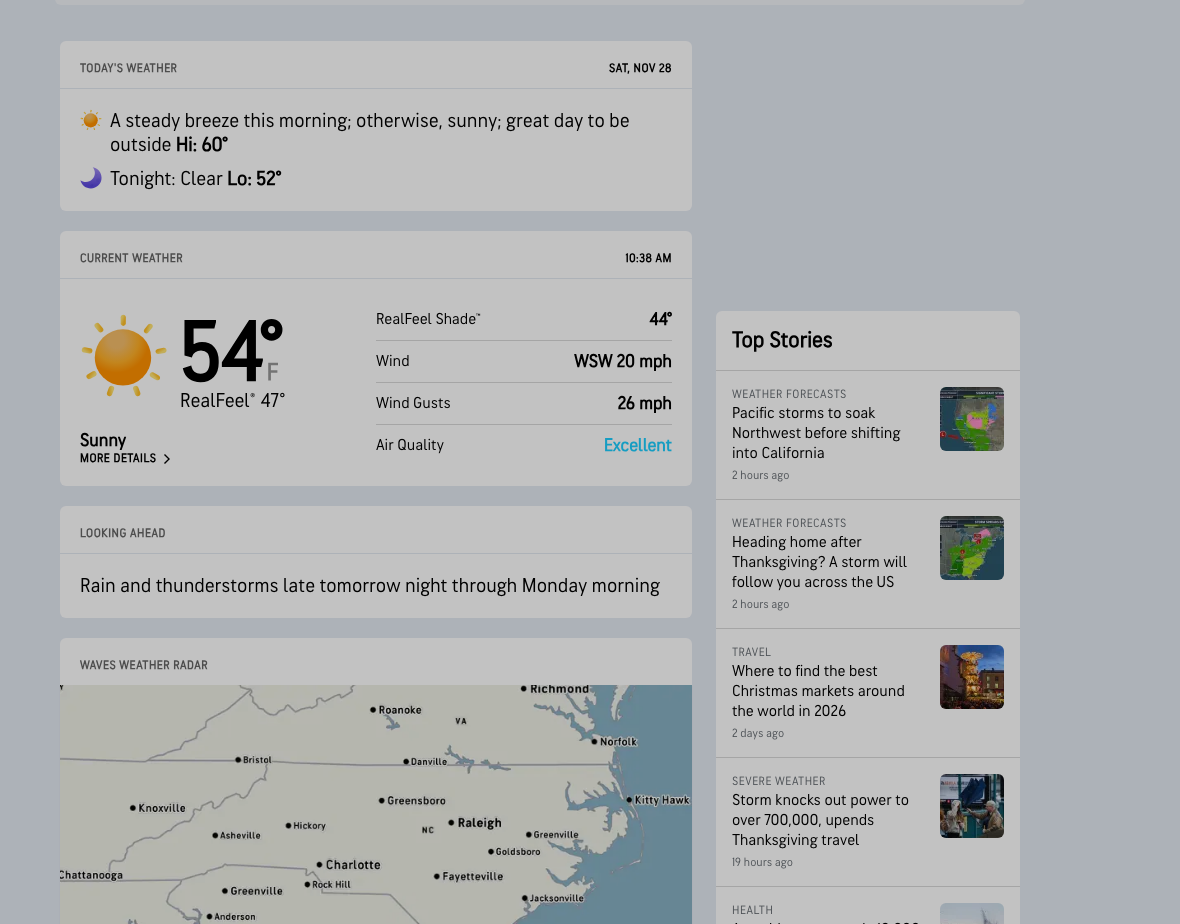 TODAY'S WEATHER
SAT, NOV 28
A steady breeze this morning; otherwise, sunny; great day to be
outside Hi: 60°
Tonight: Clear Lo: 52°
CURRENT WEATHER
10:38 AM
54°F
RealFeel® 47°
Sunny
MORE DETAILS
RealFeel Shade™
44°
Wind
WSW 20 mph
Wind Gusts
26 mph
Air Quality
Excellent
LOOKING AHEAD
Rain and thunderstorms late tomorrow night through Monday morning
WAVES WEATHER RADAR
Richmond
Roanoke
VA
Norfolk
Bristol
Danville
Knoxville
Greensboro
Kitty Hawk
Asheville
Hickory
NC
Raleigh
Greenville
Goldsboro
Charlotte
Chattanooga
Rock Hill
Fayetteville
Greenville
Jacksonville
Anderson
Top Stories
WEATHER FORECASTS
Pacific storms to soak
Northwest before shifting
into California
2 hours ago
WEATHER FORECASTS
Heading home after
Thanksgiving? A storm will
follow you across the US
2 hours ago
TRAVEL
Where to find the best
Christmas markets around
the world in 2026
2 days ago
SEVERE WEATHER
Storm knocks out power to
over 700,000, upends
Thanksgiving travel
19 hours ago
HEALTH